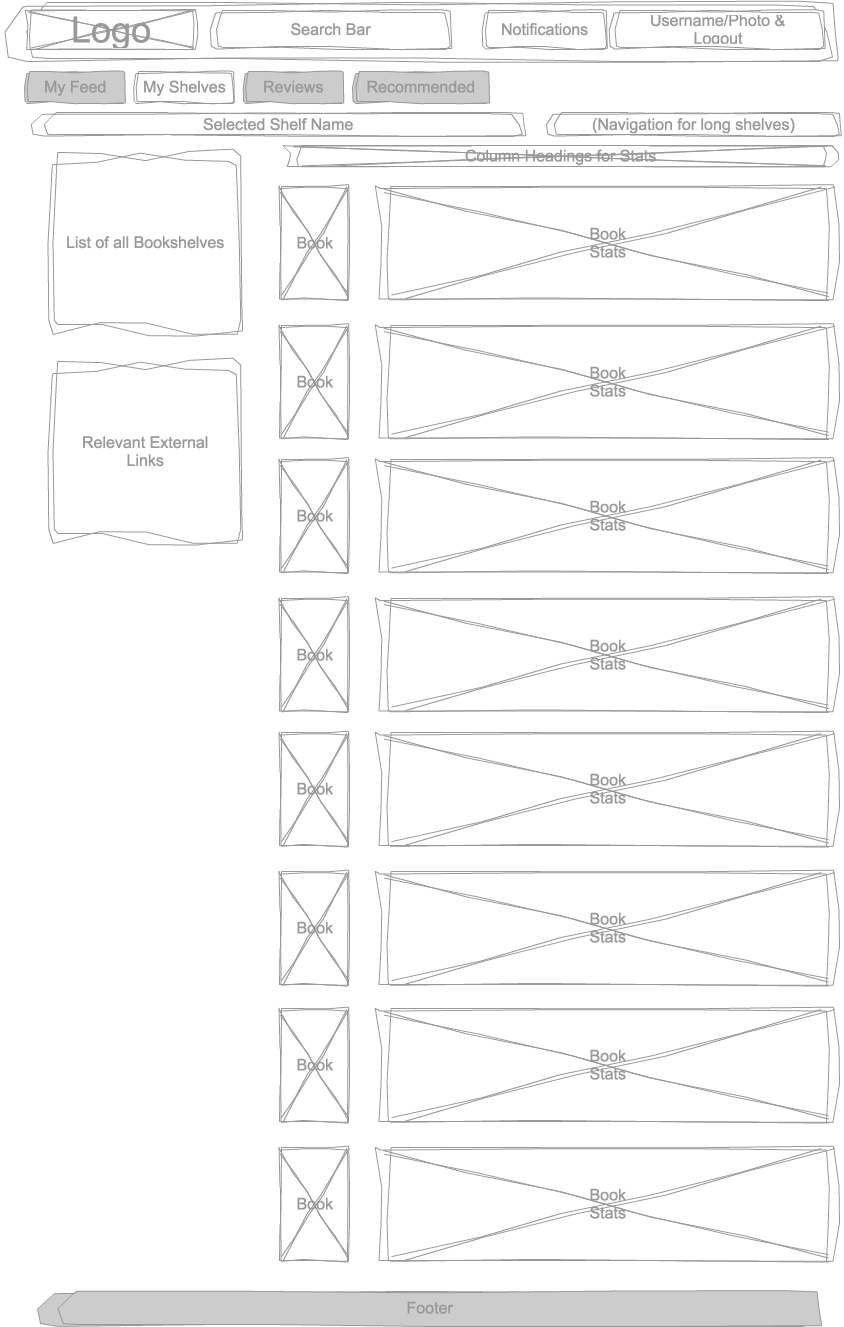 Logo
Search Bar
Notifications
Username/Photo &
Logout
My Feed
My Shelves
Reviews
Recommended
Selected Shelf Name
(Navigation for long shelves)
Column Headings for Stats
List of all Bookshelves
Relevant External
Links
Book
Book
Stats
Book
Book
Stats
Book
Book
Stats
Book
Book
Stats
Book
Book
Stats
Book
Book
Stats
Book
Book
Stats
Book
Book
Stats
Footer